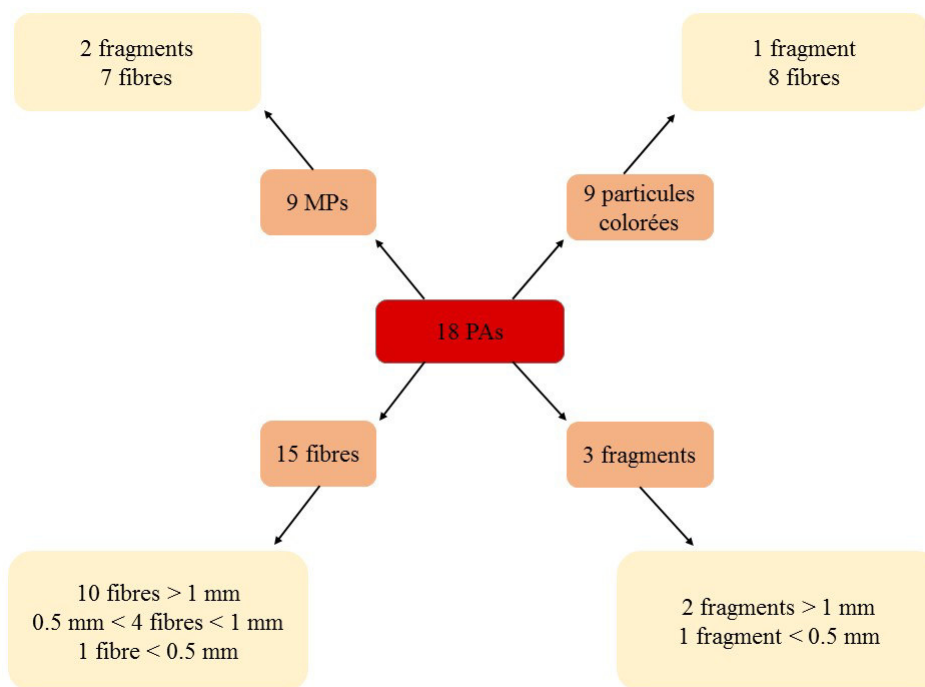 2 fragments
7 fibres
1 fragment
8 fibres
9 MPs
9 particules
colorées
18 PAs
15 fibres
3 fragments
10 fibres > 1 mm
0.5 mm < 4 fibres < 1 mm
1 fibre < 0.5 mm
2 fragments > 1 mm
1 fragment < 0.5 mm